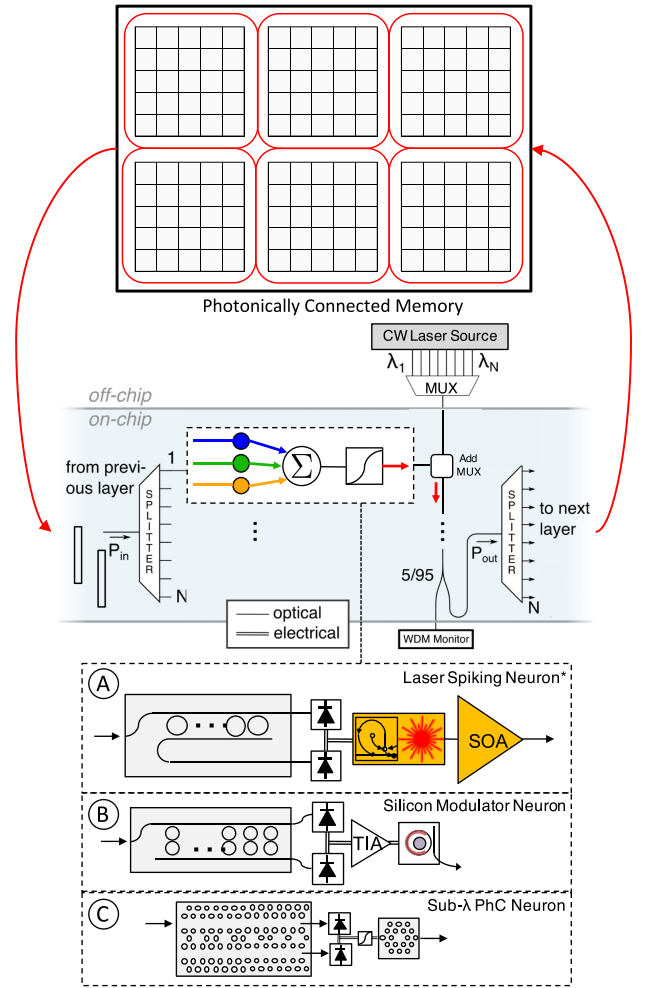 Photonically Connected Memory
CW Laser Source
λ1
λN
MUX
off-chip
on-chip
from previ-
ous layer
1
Σ
Add
MUX
SPLITTER
Pin
N
5/95
Pout
SPLITTER
to next
layer
N
optical
electrical
WDM Monitor
A
Laser Spiking Neuron*
SOA
B
Silicon Modulator Neuron
TIA
C
Sub-λ PhC Neuron